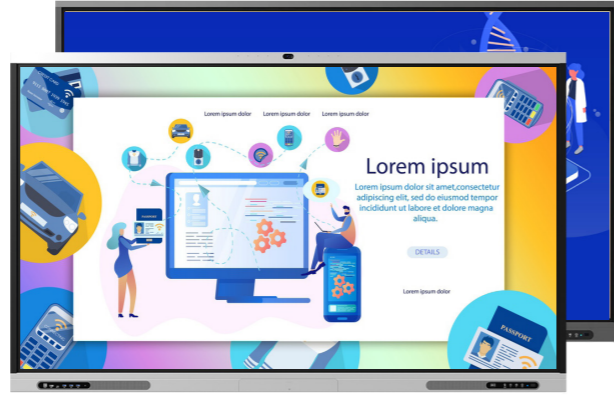 Lorem ipsum dolor Lorem ipsum dolor Lorem ipsum dolor
Lorem ipsum
Lorem ipsum dolor sit amet,consectetur
adipiscing elit, sed do eiusmod tempor
incididunt ut labore et dolore magna
aliqua.
DETAILS
Lorem ipsum dolor
PASSPORT
PASSPORT